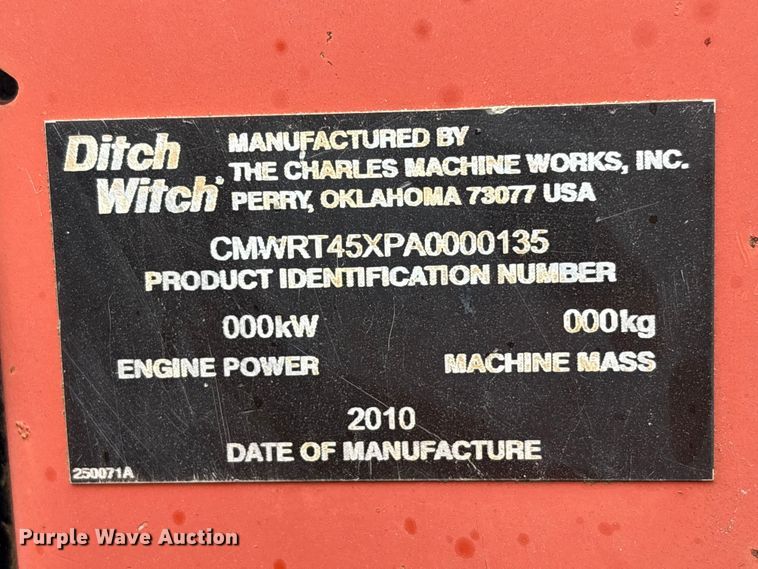 Ditch Witch®
MANUFACTURED BY
THE CHARLES MACHINE WORKS, INC.
PERRY, OKLAHOMA 73077 USA
CMWRT45XPA0000135
PRODUCT IDENTIFICATION NUMBER
000kW 000kg
ENGINE POWER MACHINE MASS
2010
DATE OF MANUFACTURE
250071A
Purple Wave Auction